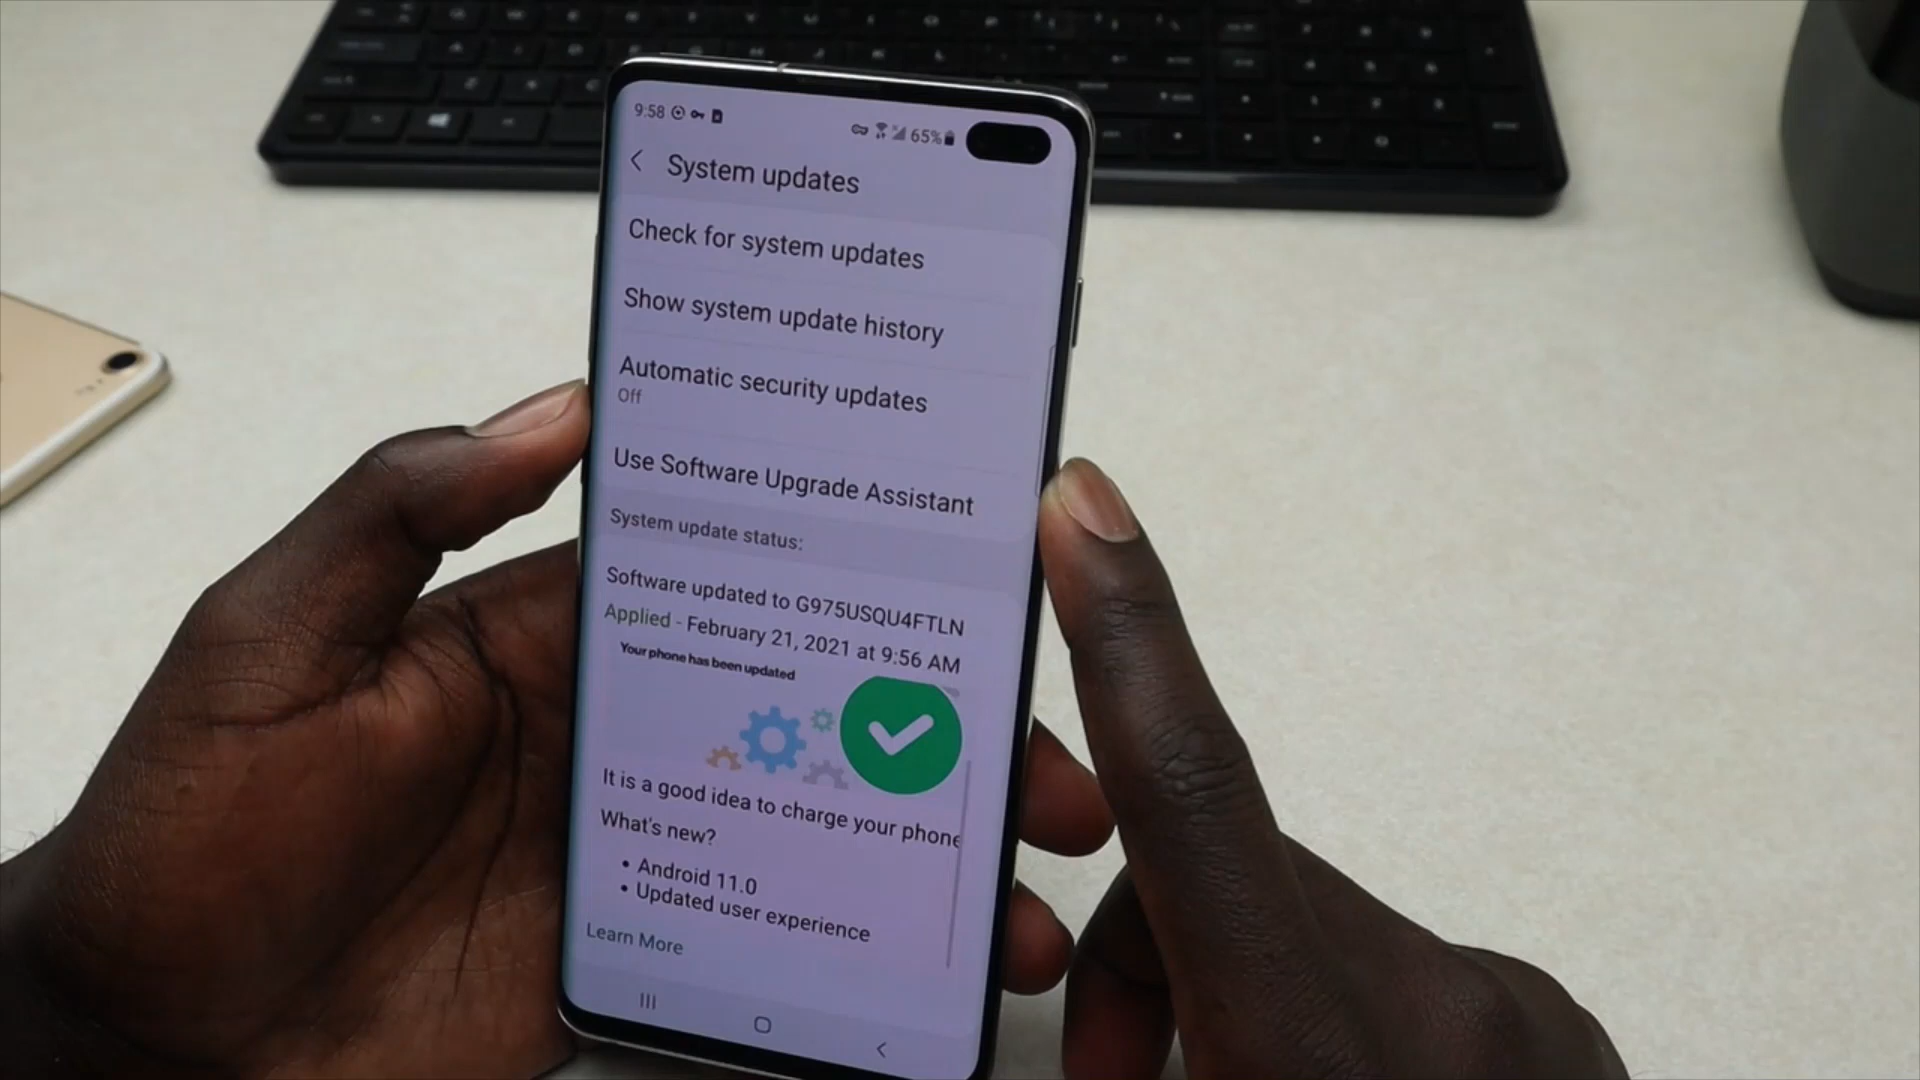 9:58
65%
System updates
Check for system updates
Show system update history
Automatic security updates
Off
Use Software Upgrade Assistant
System update status:
Software updated to G975USQU4FTLN
Applied - February 21, 2021 at 9:56 AM
Your phone has been updated
It is a good idea to charge your phone
What's new?
• Android 11.0
• Updated user experience
Learn More